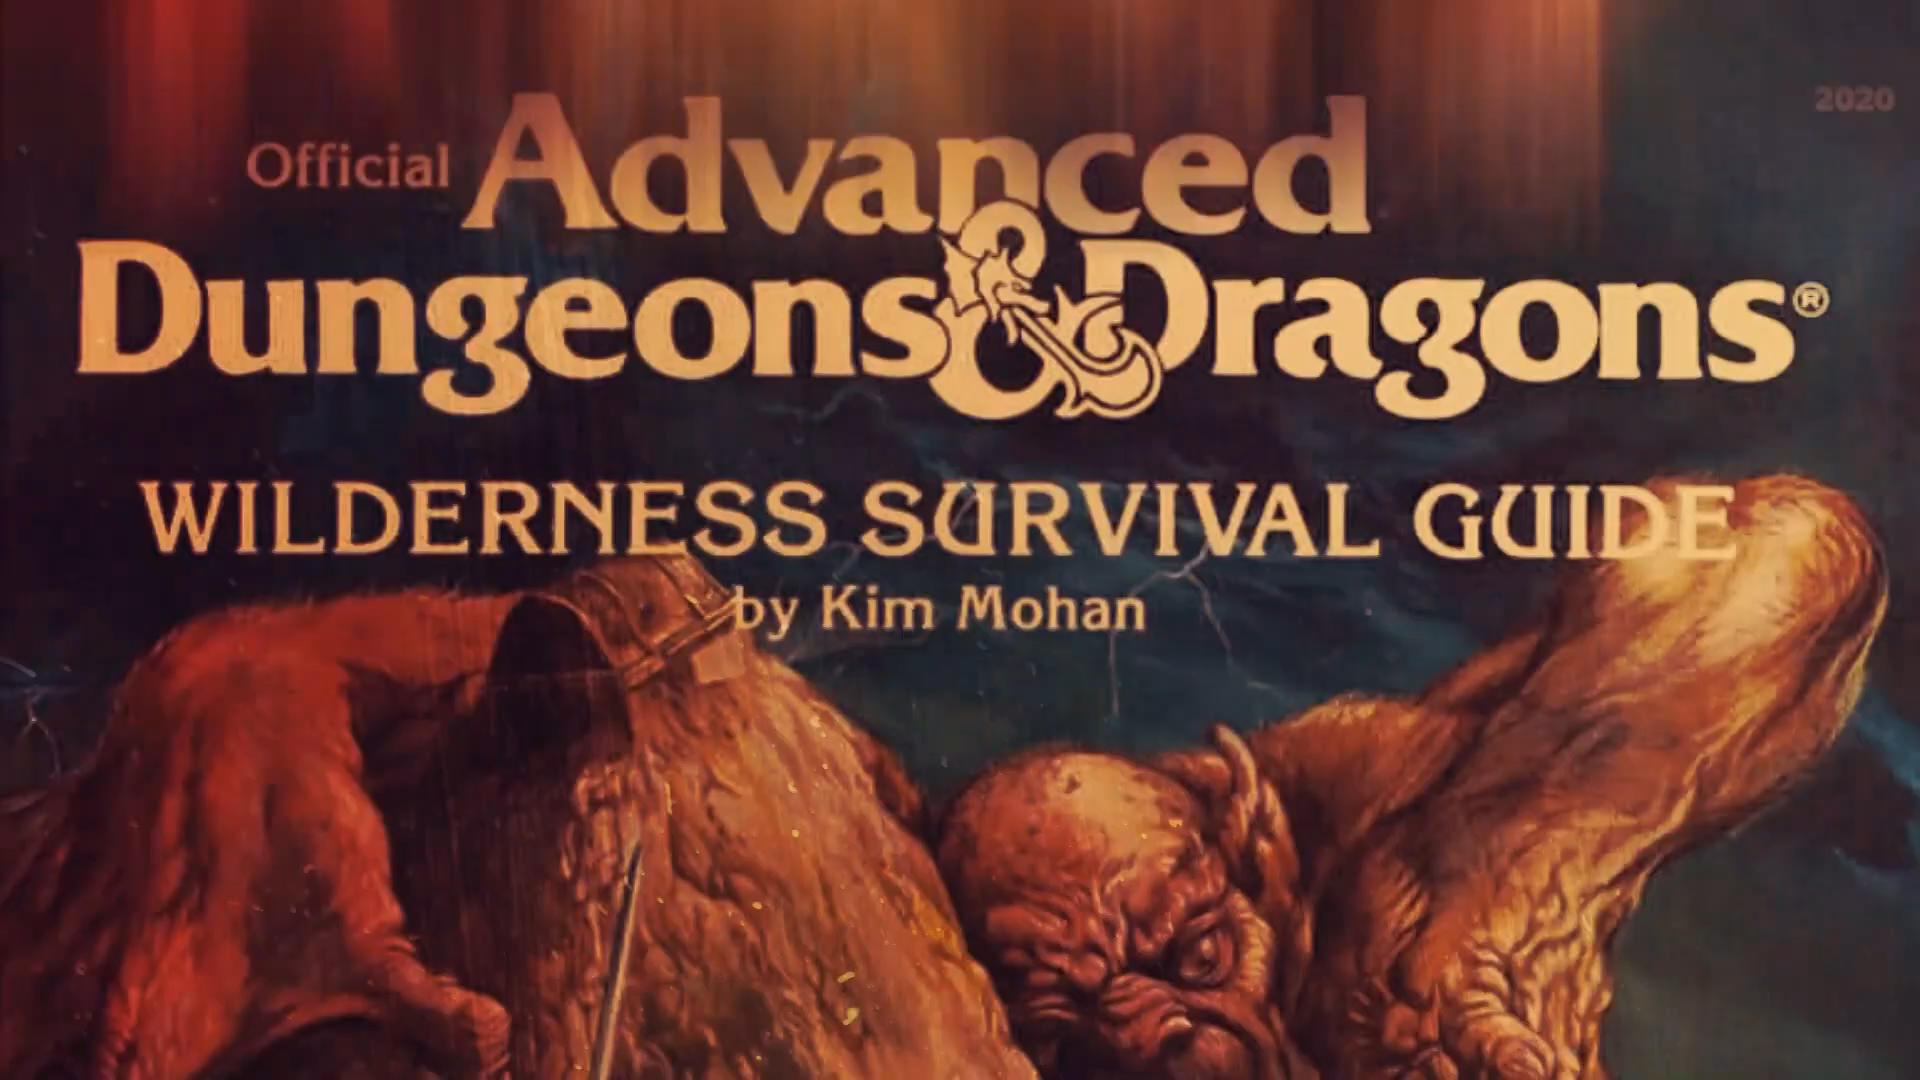 2020
Official Advanced
Dungeons & Dragons®
WILDERNESS SURVIVAL GUIDE
by Kim Mohan